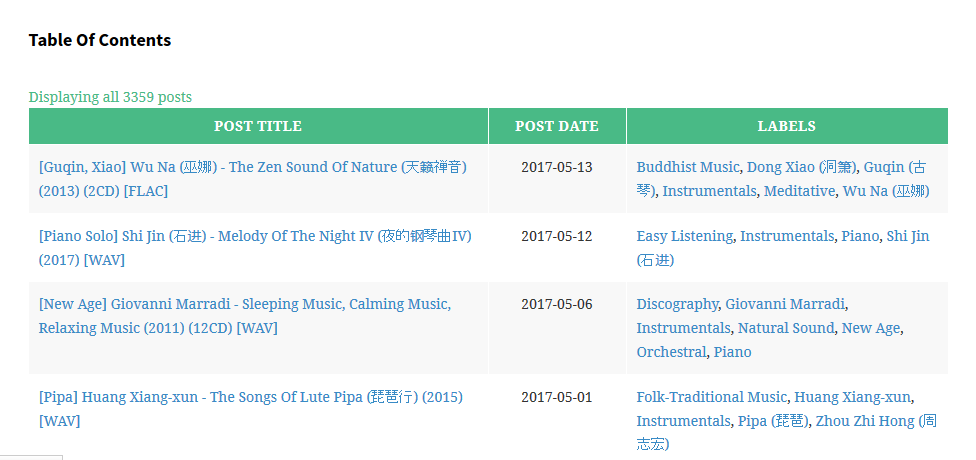 Table Of Contents
Displaying all 3359 posts
POST TITLE POST DATE LABELS
[Guqin, Xiao] Wu Na (巫娜) - The Zen Sound Of Nature (天籁禅音)
(2013) (2CD) [FLAC]
2017-05-13
Buddhist Music, Dong Xiao (洞箫), Guqin (古
琴), Instrumentals, Meditative, Wu Na (巫娜)
[Piano Solo] Shi Jin (石进) - Melody Of The Night IV (夜的钢琴曲IV)
(2017) [WAV]
2017-05-12
Easy Listening, Instrumentals, Piano, Shi Jin
(石进)
[New Age] Giovanni Marradi - Sleeping Music, Calming Music,
Relaxing Music (2011) (12CD) [WAV]
2017-05-06
Discography, Giovanni Marradi,
Instrumentals, Natural Sound, New Age,
Orchestral, Piano
[Pipa] Huang Xiang-xun - The Songs Of Lute Pipa (琵琶行) (2015)
[WAV]
2017-05-01
Folk-Traditional Music, Huang Xiang-xun,
Instrumentals, Pipa (琵琶), Zhou Zhi Hong (周
志宏)